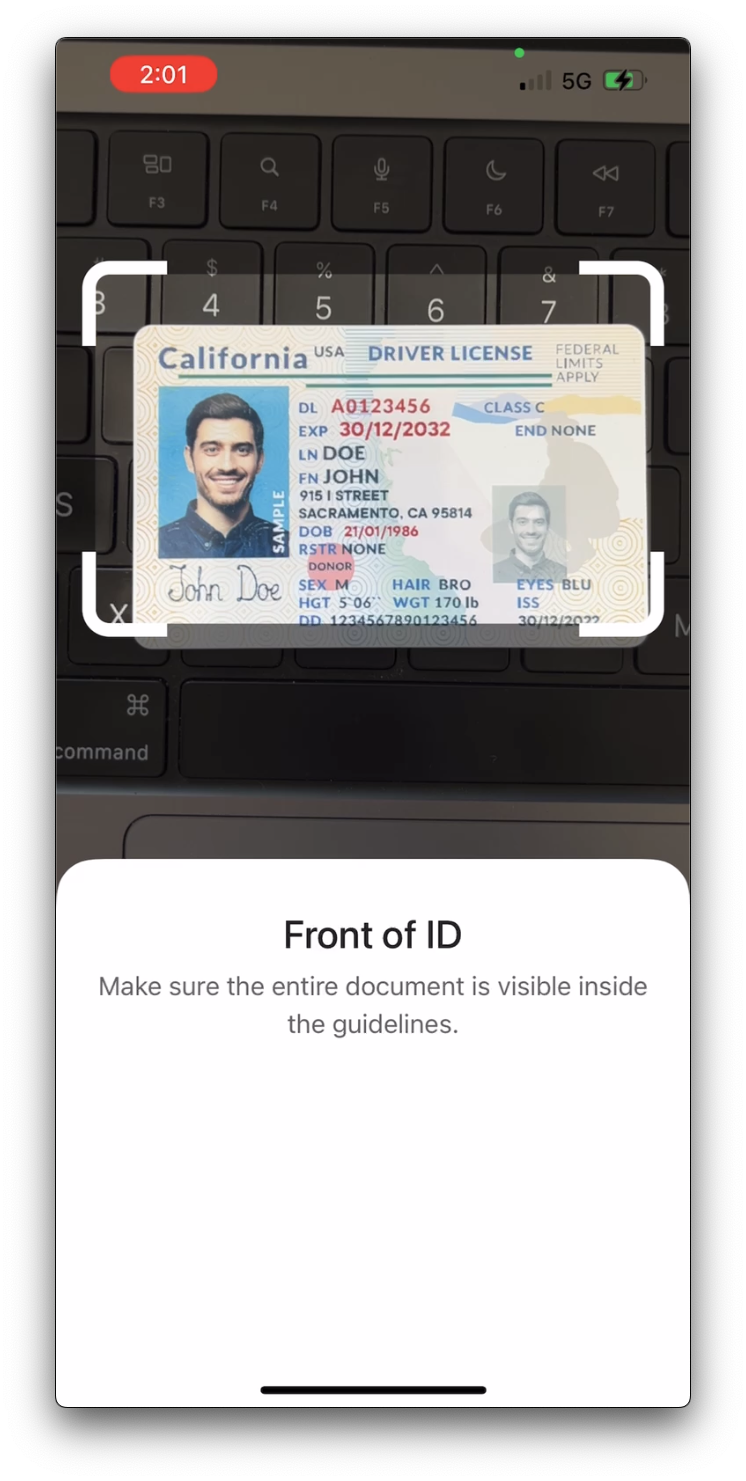 2:01
5G
F3
F4
F5
F6
F7
$
%
^
&
3
4
5
6
7
8
California USA DRIVER LICENSE
FEDERAL
LIMITS
APPLY
DL A0123456 CLASS C
EXP 30/12/2032 END NONE
LN DOE
FN JOHN
915 I STREET
SACRAMENTO, CA 95814
DOB 21/01/1986
RSTR NONE
DONOR
SAMPLE
John Doe
SEX M HAIR BRO EYES BLU
HGT 5'06'' WGT 170 lb ISS
DD 1234567890123456 30/12/2022
S
X
M
⌘
command
Front of ID
Make sure the entire document is visible inside
the guidelines.